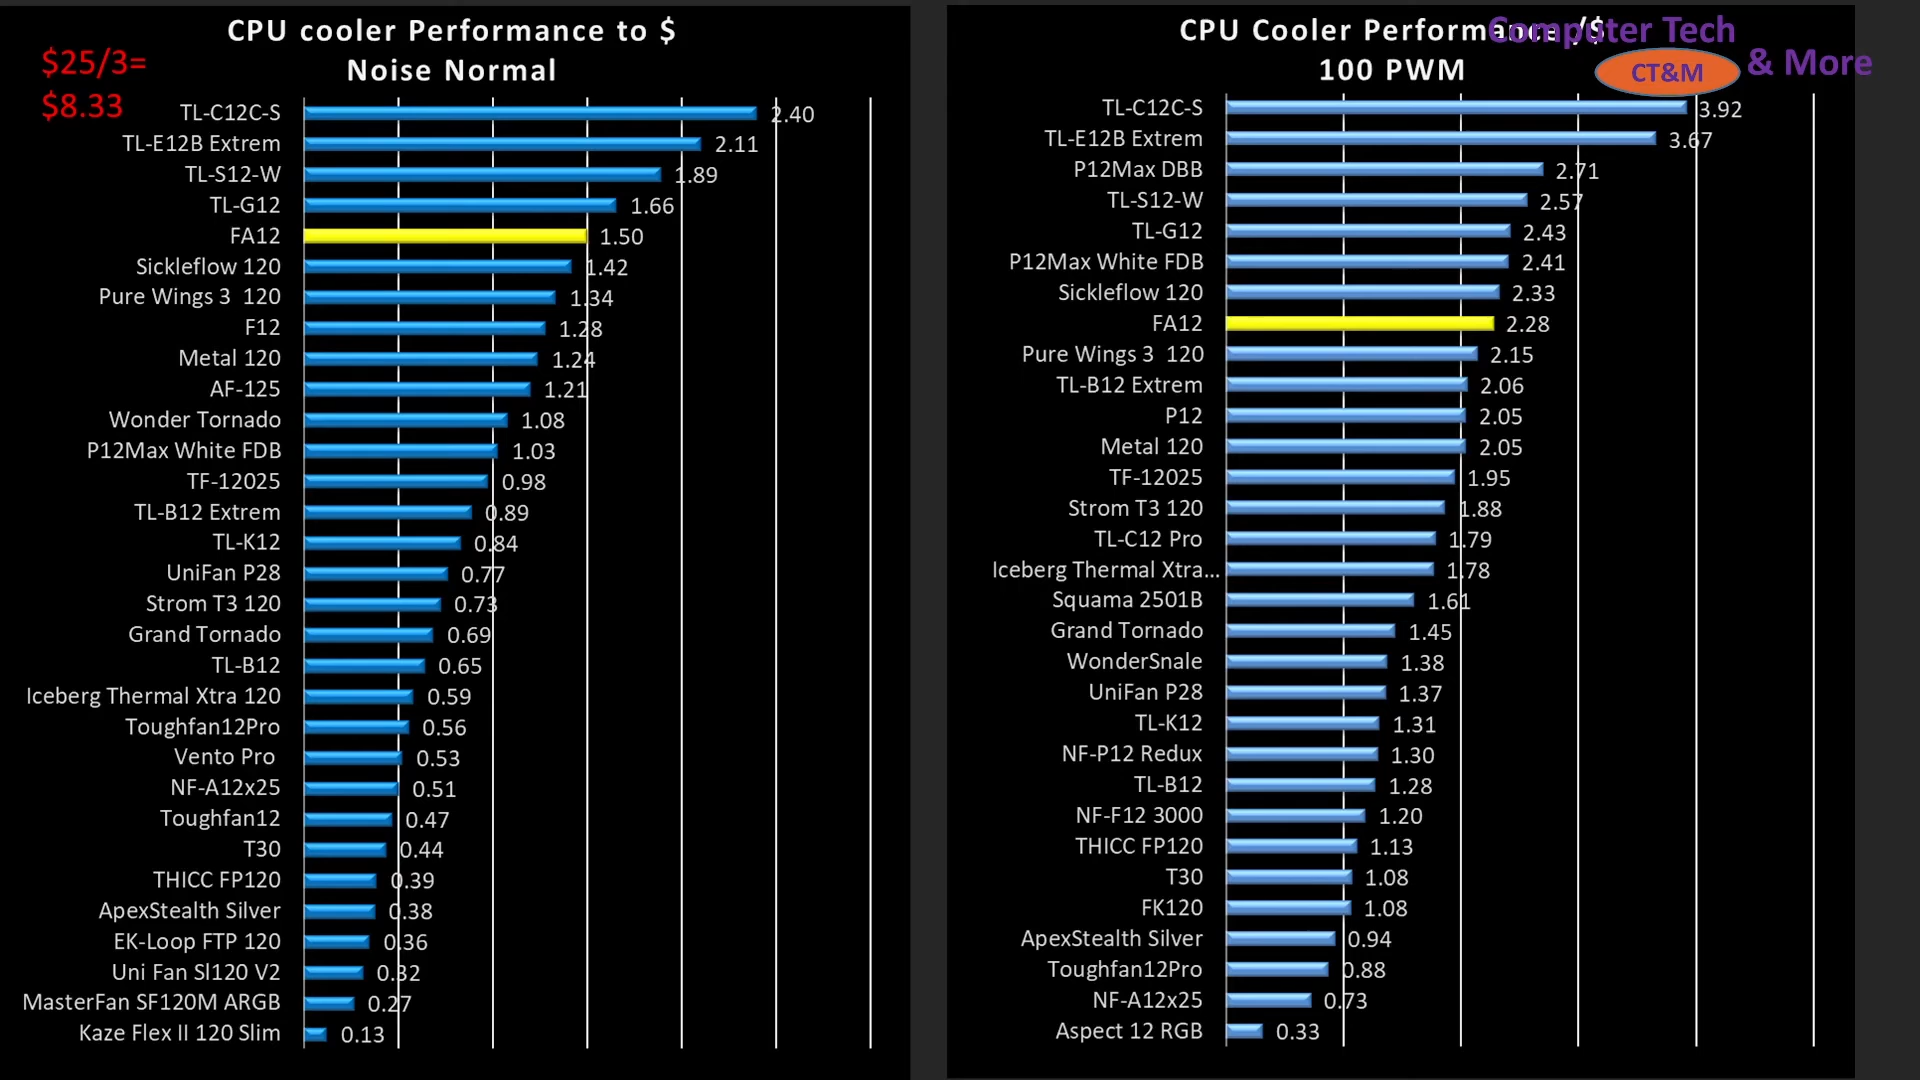 $25/3=
$8.33
CPU cooler Performance to $
Noise Normal
TL-C12C-S 2.40
TL-E12B Extrem 2.11
TL-S12-W 1.89
TL-G12 1.66
FA12 1.50
Sickleflow 120 1.42
Pure Wings 3 120 1.34
F12 1.28
Metal 120 1.24
AF-125 1.21
Wonder Tornado 1.08
P12Max White FDB 1.03
TF-12025 0.98
TL-B12 Extrem 0.89
TL-K12 0.84
UniFan P28 0.77
Strom T3 120 0.73
Grand Tornado 0.69
TL-B12 0.65
Iceberg Thermal Xtra 120 0.59
Toughfan12Pro 0.56
Vento Pro 0.53
NF-A12x25 0.51
Toughfan12 0.47
T30 0.44
THICC FP120 0.39
ApexStealth Silver 0.38
EK-Loop FTP 120 0.36
Uni Fan Sl120 V2 0.32
MasterFan SF120M ARGB 0.27
Kaze Flex II 120 Slim 0.13
CPU Cooler Performance /$
100 PWM
Computer Tech
CT&M
& More
TL-C12C-S 3.92
TL-E12B Extrem 3.67
P12Max DBB 2.71
TL-S12-W 2.57
TL-G12 2.43
P12Max White FDB 2.41
Sickleflow 120 2.33
FA12 2.28
Pure Wings 3 120 2.15
TL-B12 Extrem 2.06
P12 2.05
Metal 120 2.05
TF-12025 1.95
Strom T3 120 1.88
TL-C12 Pro 1.79
Iceberg Thermal Xtra... 1.78
Squama 2501B 1.61
Grand Tornado 1.45
WonderSnale 1.38
UniFan P28 1.37
TL-K12 1.31
NF-P12 Redux 1.30
TL-B12 1.28
NF-F12 3000 1.20
THICC FP120 1.13
T30 1.08
FK120 1.08
ApexStealth Silver 0.94
Toughfan12Pro 0.88
NF-A12x25 0.73
Aspect 12 RGB 0.33